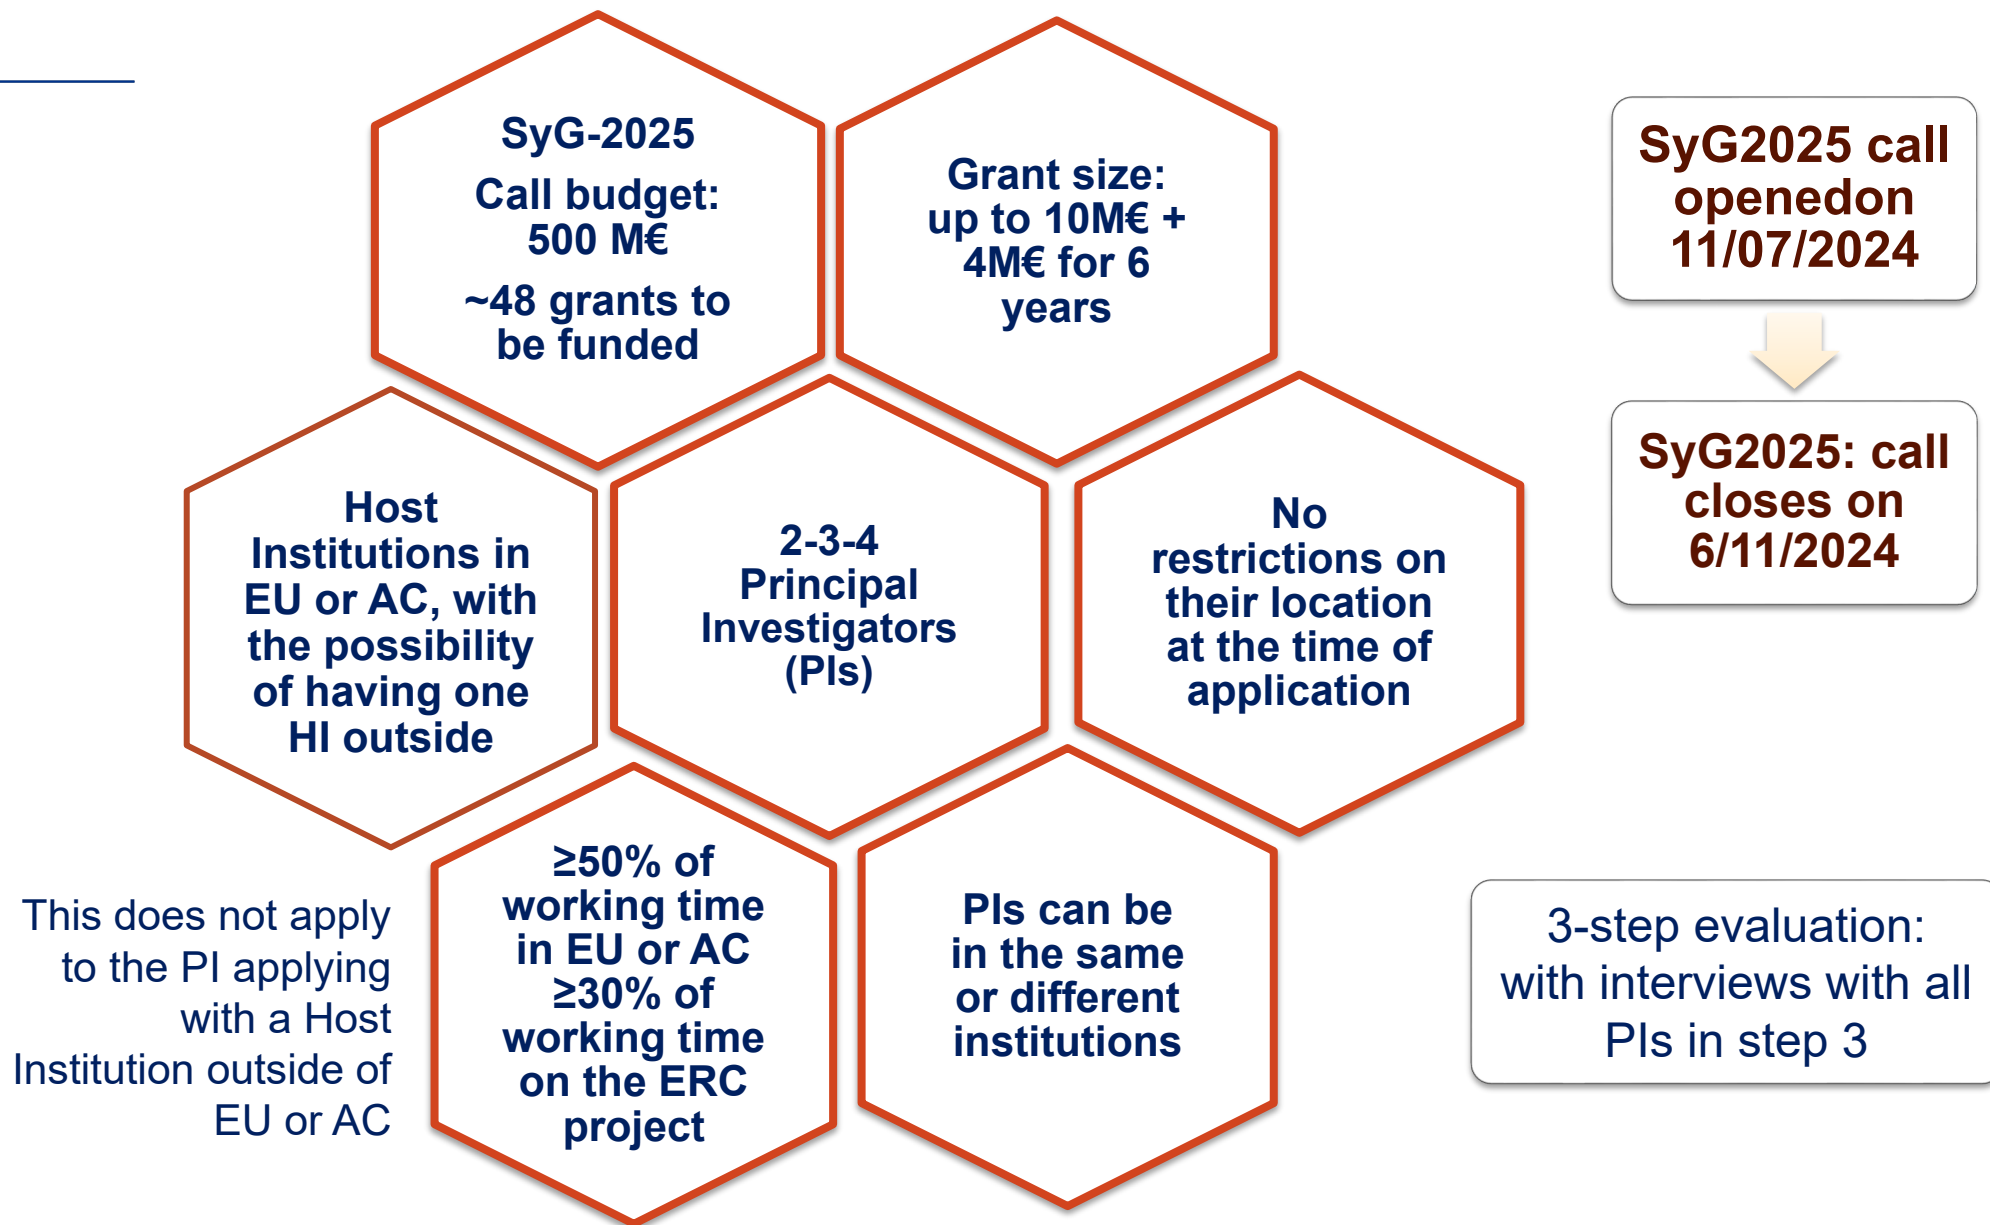 SyG-2025
Call budget:
500 M€
~48 grants to
be funded
Grant size:
up to 10M€ +
4M€ for 6
years
SyG2025 call
openedon
11/07/2024
SyG2025: call
closes on
6/11/2024
Host
Institutions in
EU or AC, with
the possibility
of having one
HI outside
2-3-4
Principal
Investigators
(PIs)
No
restrictions on
their location
at the time of
application
This does not apply
to the PI applying
with a Host
Institution outside of
EU or AC
≥50% of
working time
in EU or AC
≥30% of
working time
on the ERC
project
PIs can be
in the same
or different
institutions
3-step evaluation:
with interviews with all
PIs in step 3